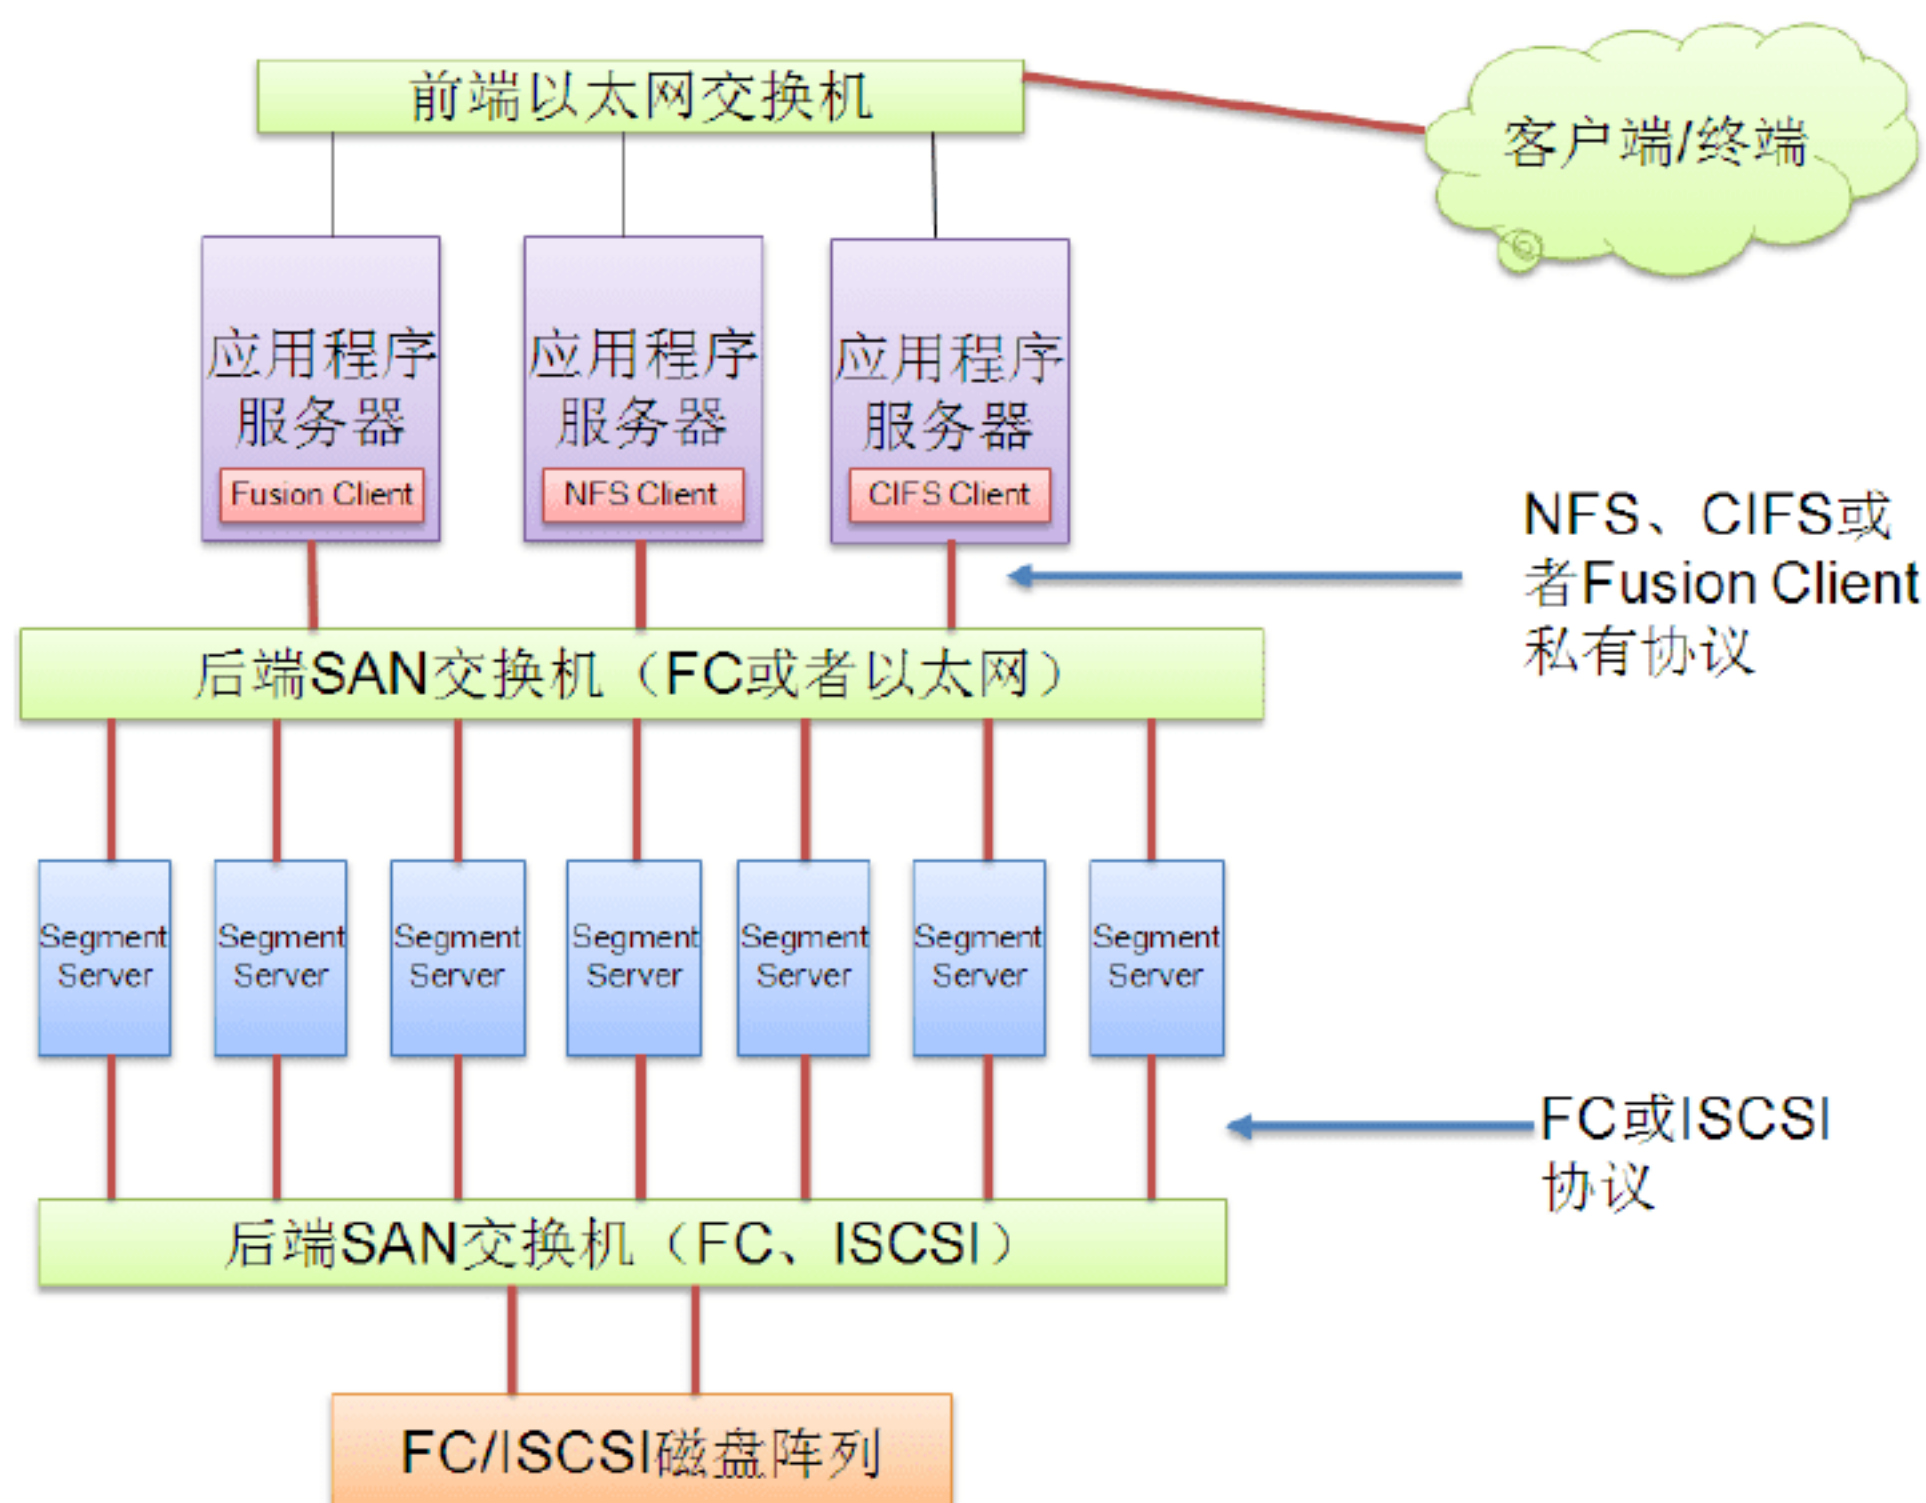 前端以太网交换机
客户端/终端
应用程序
服务器
Fusion Client
应用程序
服务器
NFS Client
应用程序
服务器
CIFS Client
NFS、CIFS或
者Fusion Client
私有协议
后端SAN交换机（FC或者以太网）
Segment
Server
Segment
Server
Segment
Server
Segment
Server
Segment
Server
Segment
Server
Segment
Server
FC或ISCSI
协议
后端SAN交换机（FC、ISCSI）
FC/ISCSI磁盘阵列